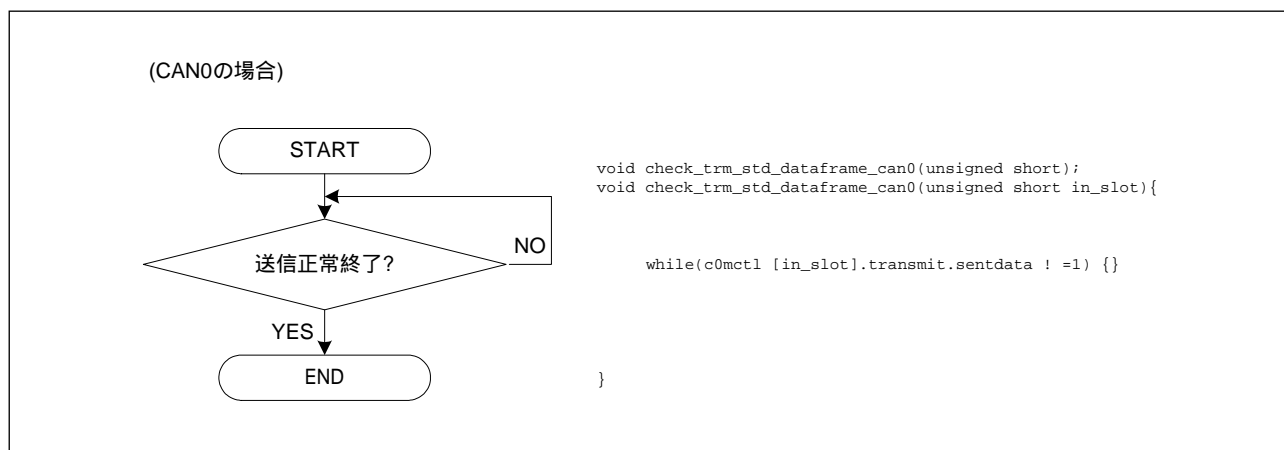 (CAN0の場合)
START
送信正常終了?
NO
YES
END
void check_trm_std_dataframe_can0(unsigned short);
void check_trm_std_dataframe_can0(unsigned short in_slot){
while(c0mctl [in_slot].transmit.sentdata ! =1) {}
}